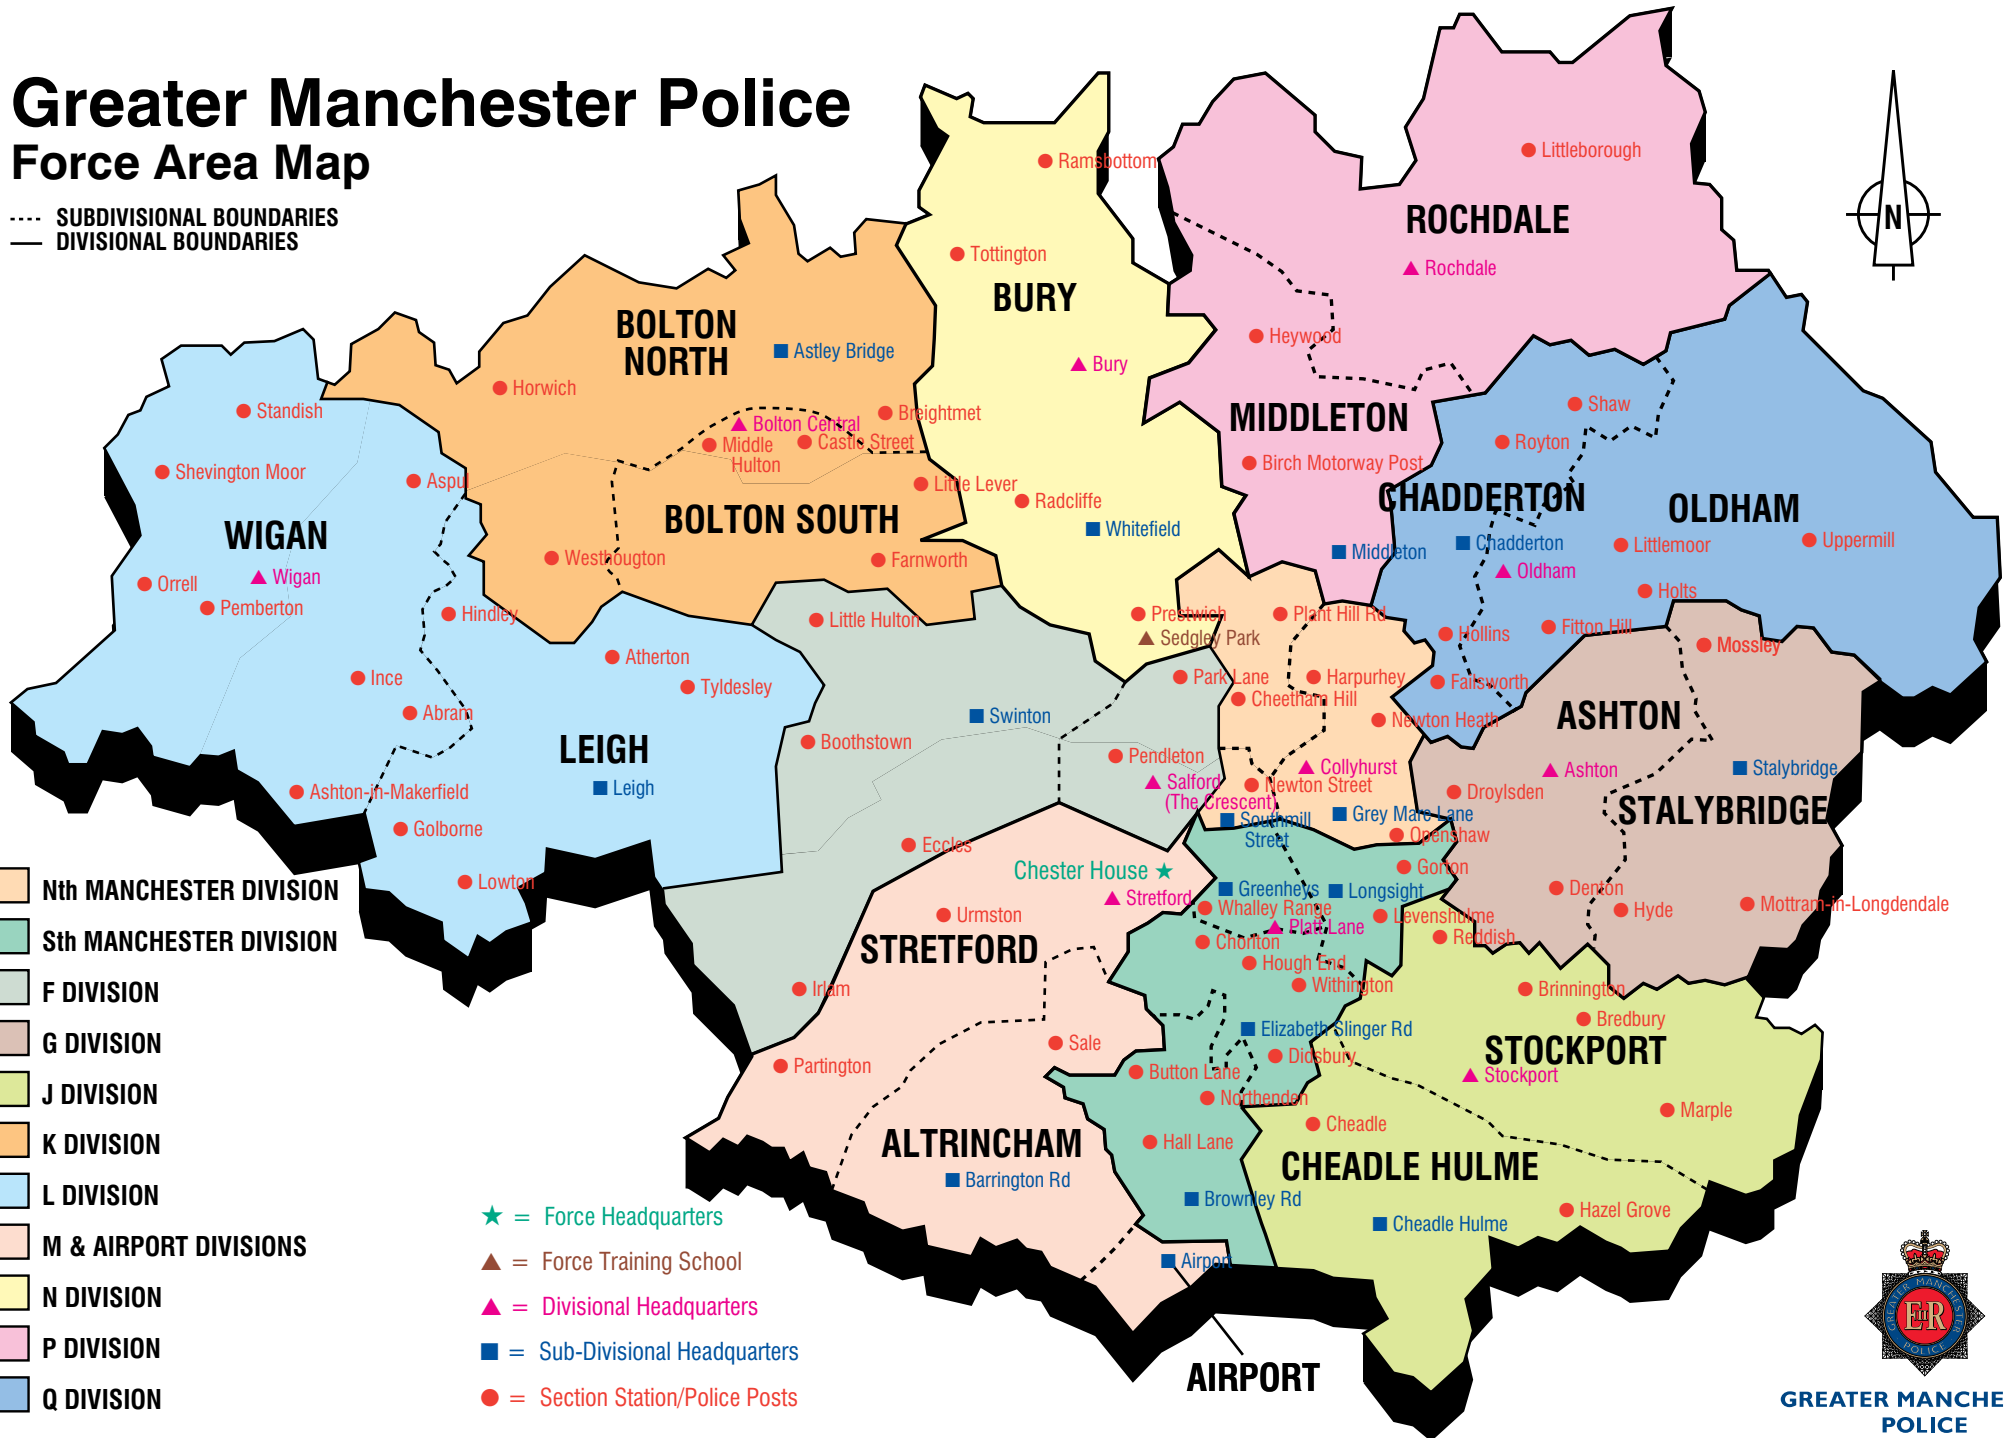 Greater Manchester Police
Force Area Map
SUBDIVISIONAL BOUNDARIES
DIVISIONAL BOUNDARIES
N
Ramsbottom
Littleborough
ROCHDALE
Rochdale
Tottington
BURY
Bury
Heywood
BOLTON
NORTH
Astley Bridge
Horwich
Breightmet
Bolton Central
Castle Street
Middle
Hulton
Little Lever
BOLTON SOUTH
Westhougton
Farnworth
Radcliffe
Whitefield
MIDDLETON
Birch Motorway Post
Middleton
Shaw
Royton
CHADDERTON
Chadderton
Oldham
OLDHAM
Littlemoor
Uppermill
Holts
Fitton Hill
Hollins
Failsworth
Standish
Shevington Moor
Aspul
WIGAN
Wigan
Orrell
Pemberton
Hindley
Ince
Abram
Ashton-in-Makerfield
Golborne
Lowton
Atherton
Tyldesley
LEIGH
Leigh
Little Hulton
Swinton
Boothstown
Eccles
Irlam
Prestwich
Sedgley Park
Park Lane
Pendleton
Salford
(The Crescent)
Plant Hill Rd
Harpurhey
Cheetham Hill
Newton Heath
Collyhurst
Newton Street
Grey Mare Lane
Southmill
Street
Openshaw
Mossley
ASHTON
Ashton
Stalybridge
STALYBRIDGE
Droylsden
Denton
Hyde
Mottram-in-Longdendale
Gorton
Greenheys
Longsight
Whalley Range
Platt Lane
Levenshulme
Chorlton
Hough End
Withington
Elizabeth Slinger Rd
Didsbury
Button Lane
Northenden
Hall Lane
Brownley Rd
Chester House
Stretford
Urmston
STRETFORD
Sale
Partington
ALTRINCHAM
Barrington Rd
Airport
AIRPORT
Reddish
Brinnington
Bredbury
STOCKPORT
Stockport
Marple
Cheadle
CHEADLE HULME
Cheadle Hulme
Hazel Grove
Nth MANCHESTER DIVISION
Sth MANCHESTER DIVISION
F DIVISION
G DIVISION
J DIVISION
K DIVISION
L DIVISION
M & AIRPORT DIVISIONS
N DIVISION
P DIVISION
Q DIVISION
= Force Headquarters
= Force Training School
= Divisional Headquarters
= Sub-Divisional Headquarters
= Section Station/Police Posts
GREATER MANCHESTER
POLICE
EIIR
GREATER MANCHE
POLICE